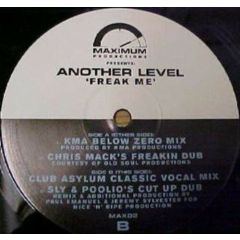 MAXIMUM
PRODUCTIONS
PRESENTS:
ANOTHER LEVEL
'FREAK ME'
SIDE A (OTHER SIDE):
KMA BELOW ZERO MIX
PRODUCED BY KMA PRODUCTIONS
CHRIS MACK'S FREAKIN DUB
COURTESY OF OLD SOUL PRODUCTIONS
SIDE B (THIS SIDE):
CLUB ASYLUM CLASSIC VOCAL MIX
SLY & POOLIO'S CUT UP DUB
REMIX & ADDITIONAL PRODUCTION BY
PAUL EMANUEL & JEREMY SYLVESTER FOR
NICE 'N' RIPE PRODUCTIONS
MAX02
B